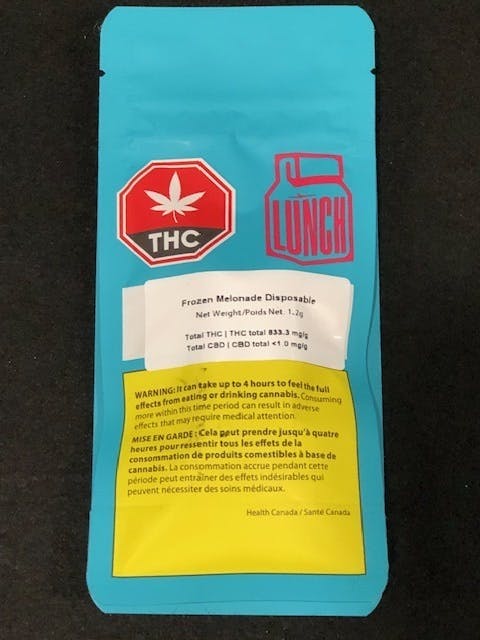 THC
LUNCH
Frozen Melonade Disposable
Net Weight/Poids Net. 1.2g
Total THC | THC total 833.3 mg/g
Total CBD | CBD total <1.0 mg/g
WARNING: It can take up to 4 hours to feel the full
effects from eating or drinking cannabis. Consuming
more within this time period can result in adverse
effects that may require medical attention.
MISE EN GARDE : Cela peut prendre jusqu'à quatre
heures pour ressentir tous les effets de la
consommation de produits comestibles à base de
cannabis. La consommation accrue pendant cette
période peut entraîner des effets indésirables qui
peuvent nécessiter des soins médicaux.
Health Canada / Santé Canada